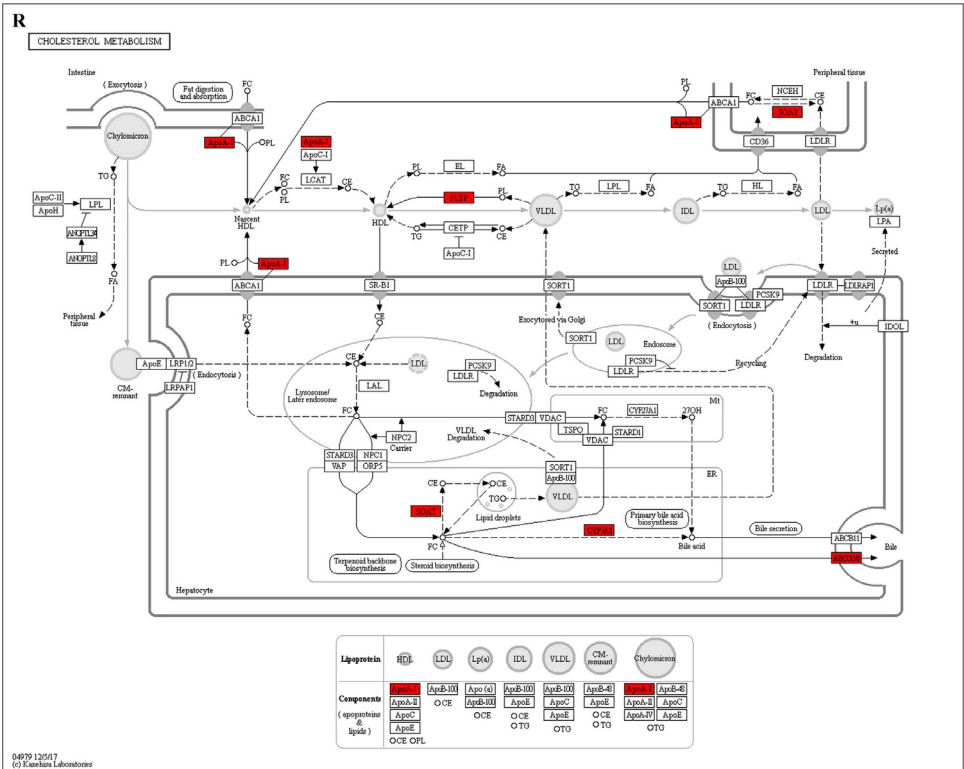 R
CHOLESTEROL METABOLISM
Intestine
( Exocytosis )
Fat digestion
and absorption
FC
ABCA1
Chylomicron
ApoA-I
PL
TG
ApoC-II
ApoH
LPL
ANGPTL8
FA
Peripheral
tissue
ApoA-I
ApoC-I
LCAT
FC
PL
CE
Nascent
HDL
HDL
PL
EL
FA
PLTP
PL
TG
CETP
CE
ApoC-I
VLDL
TG
LPL
FA
IDL
TG
HL
FA
LDL
Lp(a)
LPA
Secreted
Peripheral tissue
PL
ABCA1
ApoA-I
FC
NCEH
CE
SOAT
CD36
LDLR
PL
ApoA-I
ABCA1
SR-B1
SORT1
LDL
ApoB-100
SORT1
LDLR
PCSK9
( Endocytosis )
LDLR
LDLRAP1
IDOL
+u
Degradation
FC
CE
Exocytosed via Golgi
SORT1
LDL
Endosome
PCSK9
LDLR
Recycling
CM-
remnant
ApoE
LRP1/2
LRPAP1
( Endocytosis )
CE
LDL
Lysosome/
Later endosome
LAL
PCSK9
LDLR
Degradation
FC
NPC2
Carrier
STARD3
VAP
NPC1
ORP5
STARD3
VDAC
TSPO
VDAC
STARD1
FC
CYP27A1
27OH
Mt
VLDL
Degradation
SORT1
ApoB-100
VLDL
ER
CE
CE
TG
Lipid droplets
SOAT
FC
CYP7A1
Primary bile acid
biosynthesis
Bile acid
Bile secretion
ABCB11
Bile
Terpenoid backbone
biosynthesis
Steroid biosynthesis
Hepatocyte
Lipoprotein
HDL
LDL
Lp(a)
IDL
VLDL
CM-
remnant
Chylomicron
Components
( apoproteins
&
lipids )
ApoA-I
ApoA-II
ApoC
ApoE
CE PL
ApoB-100
CE
Apo (a)
ApoB-100
CE
ApoB-100
ApoE
CE
TG
ApoB-100
ApoC
ApoE
TG
ApoB-48
ApoE
CE
TG
ApoA-I ApoB-48
ApoA-II ApoC
ApoA-IV ApoE
TG
04979 12/5/17
(c) Kanehisa Laboratories